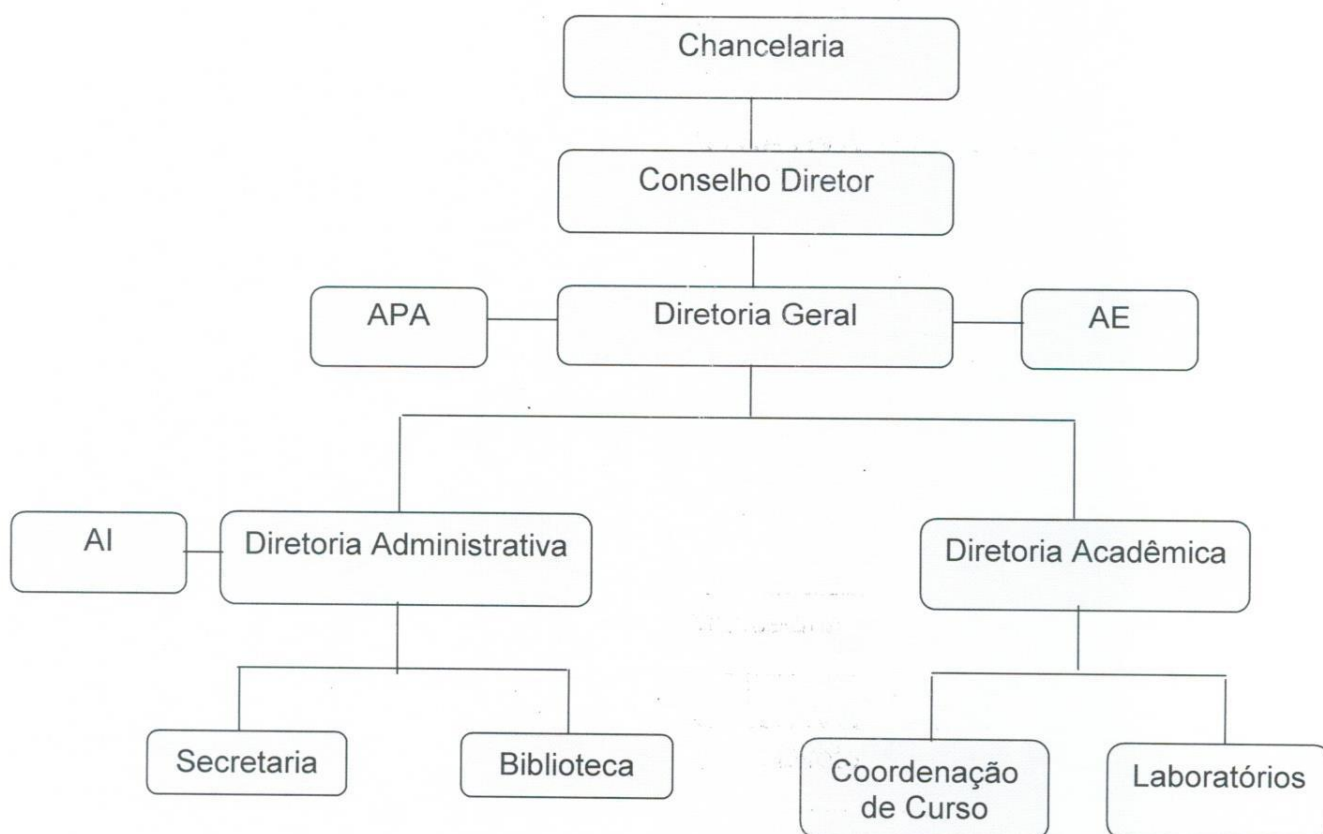 Chancelaria
Conselho Diretor
APA
Diretoria Geral
AE
AI
Diretoria Administrativa
Diretoria Acadêmica
Secretaria
Biblioteca
Coordenação
de Curso
Laboratórios